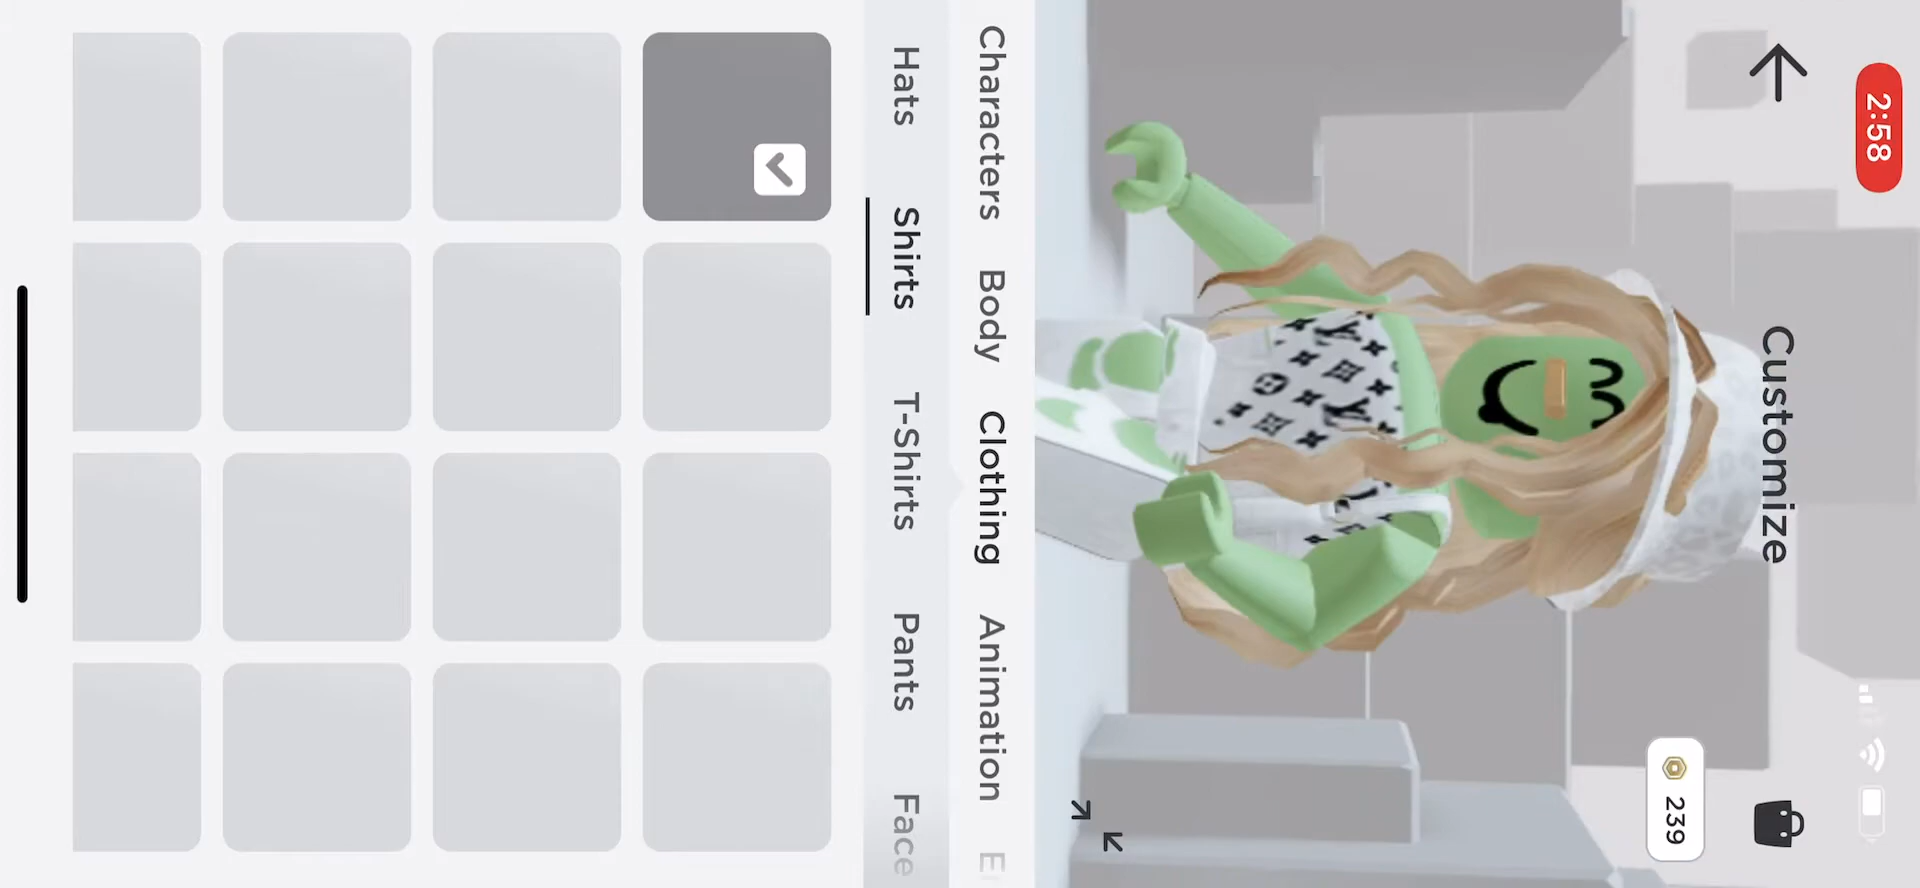 2:58
Customize
239
Characters Body Clothing Animation E
Hats Shirts T-Shirts Pants Face